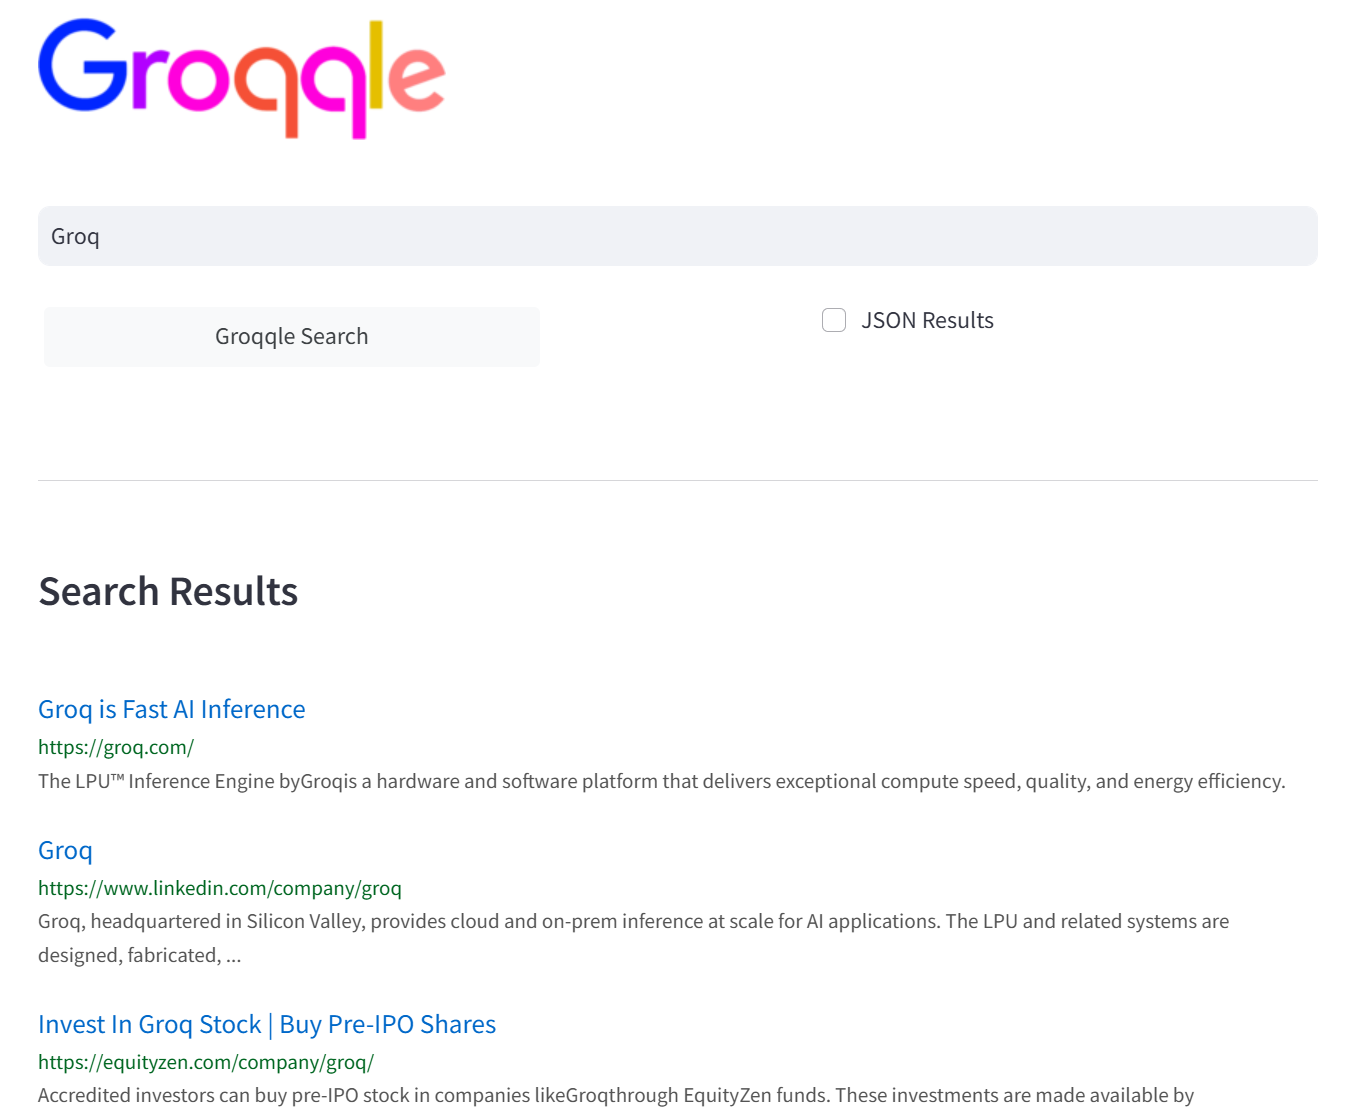 Groqqle
Groq
Groqqle Search
JSON Results
Search Results
Groq is Fast AI Inference
https://groq.com/
The LPU™ Inference Engine byGroqis a hardware and software platform that delivers exceptional compute speed, quality, and energy efficiency.
Groq
https://www.linkedin.com/company/groq
Groq, headquartered in Silicon Valley, provides cloud and on-prem inference at scale for AI applications. The LPU and related systems are
designed, fabricated, ...
Invest In Groq Stock | Buy Pre-IPO Shares
https://equityzen.com/company/groq/
Accredited investors can buy pre-IPO stock in companies likeGroqthrough EquityZen funds. These investments are made available by